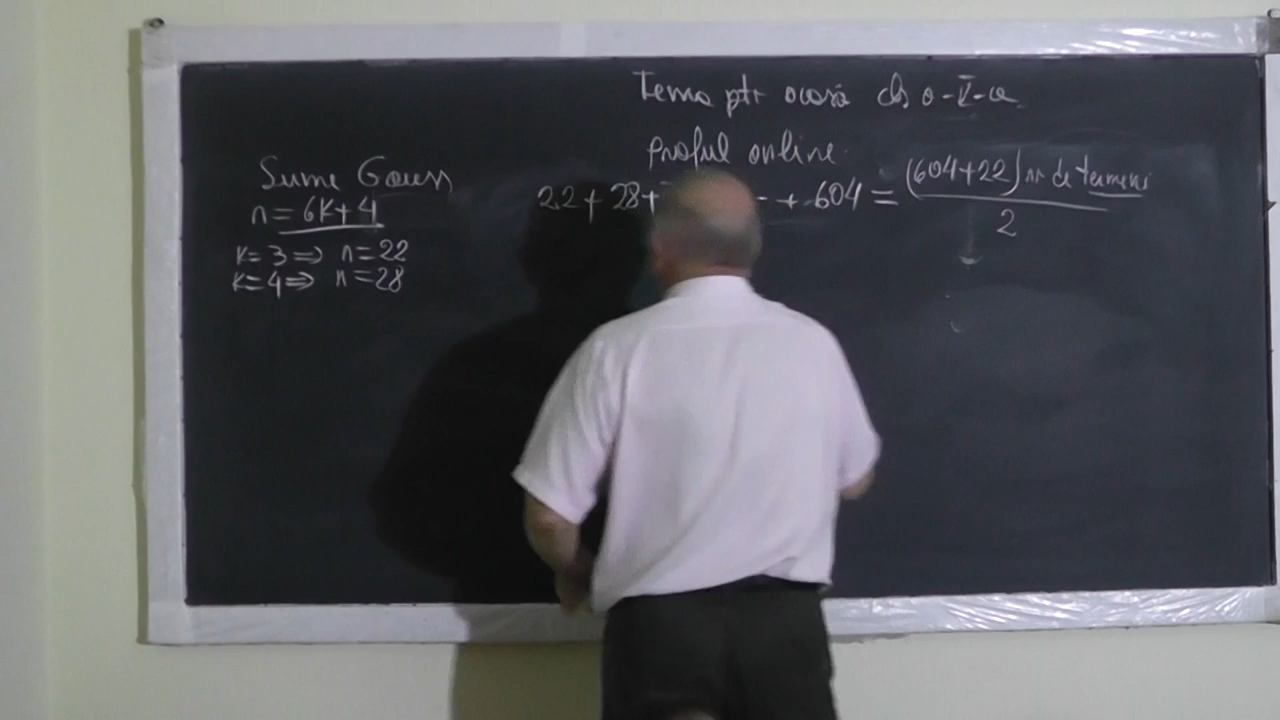 Tema ptr acasă cls a-V-a
proful online.
Sume Gauss
n = 6k+4
k=3 => n=22
k=4 => n=28
22 + 28 + - + 604 = (604+22) nr de termeni
2